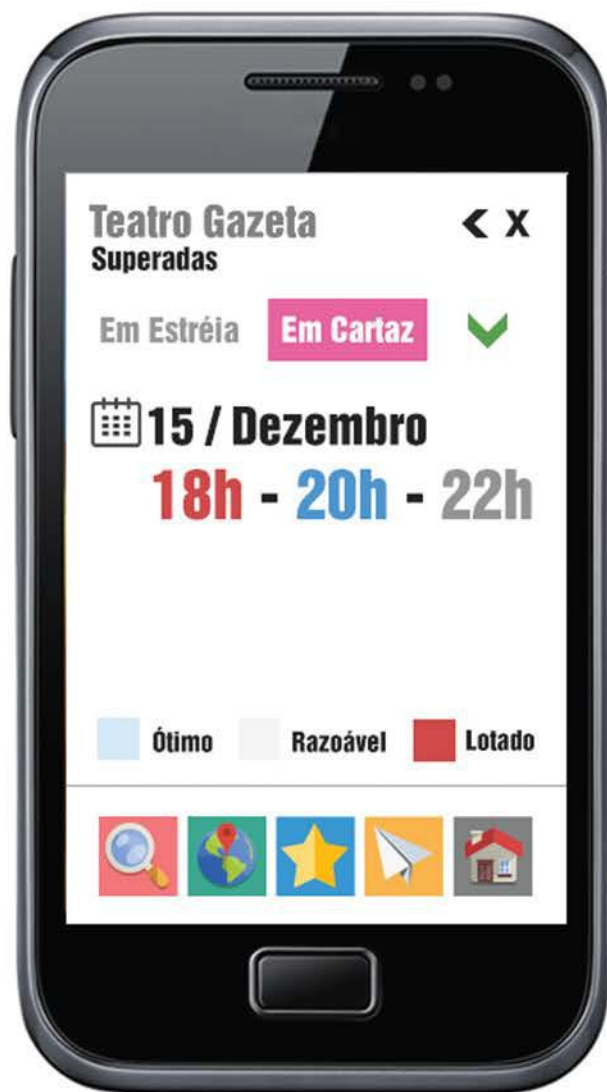 Teatro Gazeta < X
Superadas
Em Estréia Em Cartaz
15 / Dezembro
18h - 20h - 22h
Ótimo Razoável Lotado